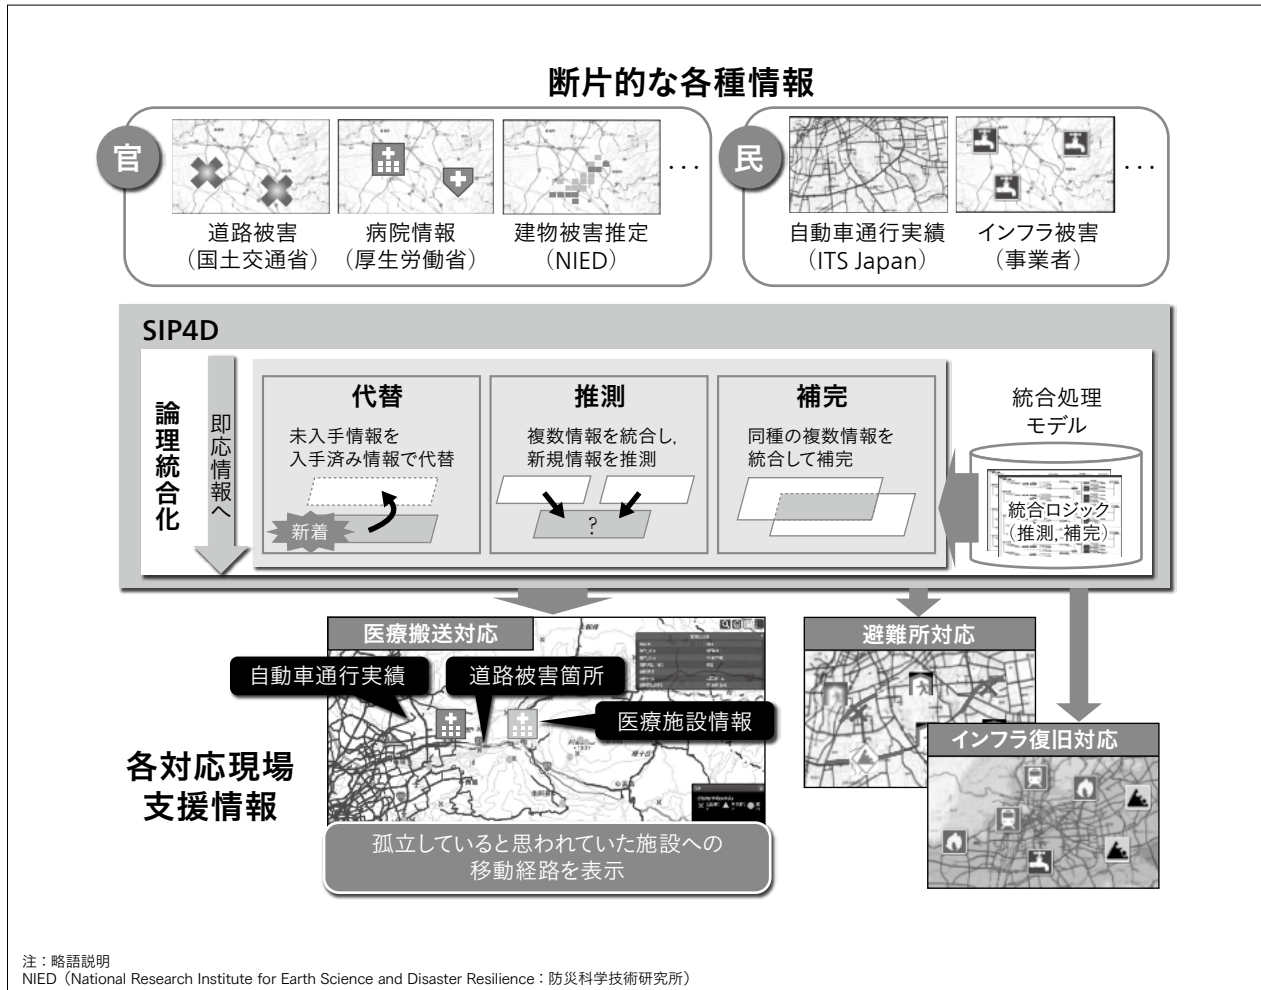 断片的な各種情報
官
道路被害
（国土交通省）
病院情報
（厚生労働省）
建物被害推定
（NIED）
...
民
自動車通行実績
（ITS Japan）
インフラ被害
（事業者）
...
SIP4D
論理統合化
即応情報へ
代替
未入手情報を
入手済み情報で代替
新着
推測
複数情報を統合し，
新規情報を推測
?
補完
同種の複数情報を
統合して補完
統合処理
モデル
統合ロジック
（推測，補完）
各対応現場
支援情報
医療搬送対応
自動車通行実績
道路被害箇所
医療施設情報
孤立していると思われていた施設への
移動経路を表示
避難所対応
インフラ復旧対応
注：略語説明
NIED（National Research Institute for Earth Science and Disaster Resilience：防災科学技術研究所）